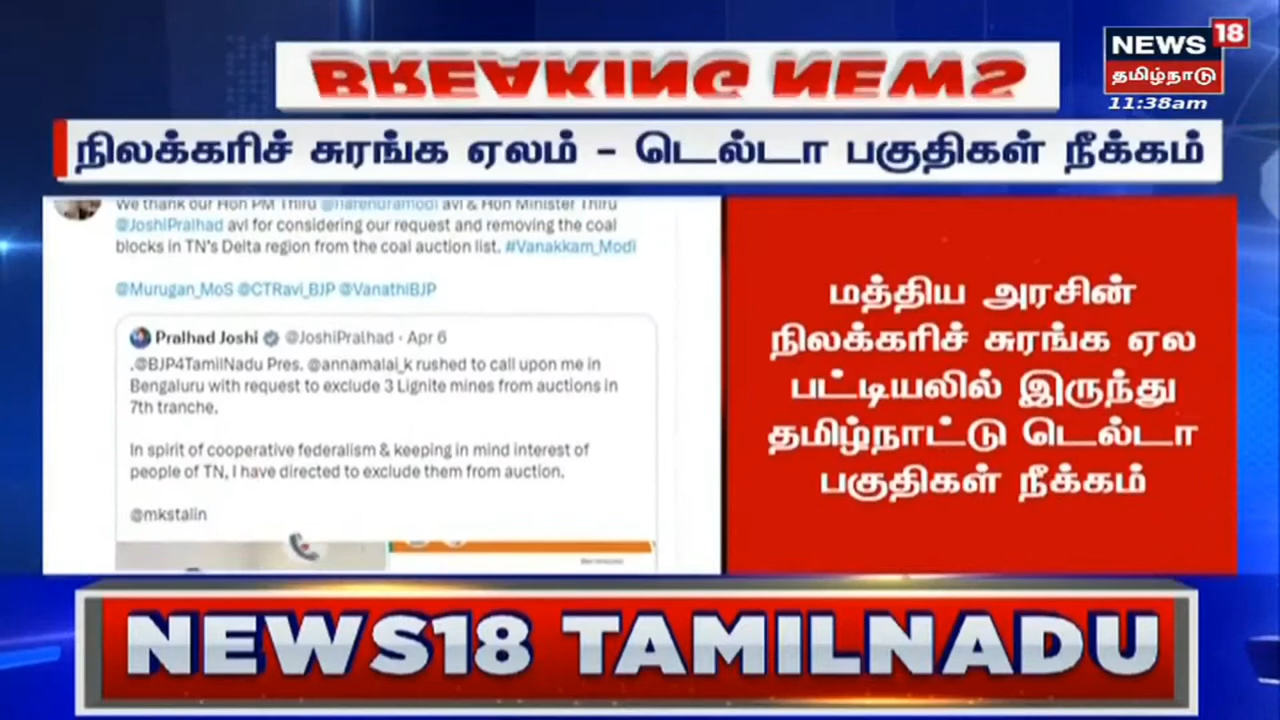 BREAKING NEWS
NEWS 18
தமிழ்நாடு
11:38am
நிலக்கரிச் சுரங்க ஏலம் - டெல்டா பகுதிகள் நீக்கம்
We thank our Hon PM Thiru @narendramodi avl & Hon Minister Thiru
@JoshiPralhad avl for considering our request and removing the coal
blocks in TN's Delta region from the coal auction list. #Vanakkam_Modi
@Murugan_MoS @CTRavi_BJP @VanathiBJP
Pralhad Joshi @JoshiPralhad · Apr 6
.@BJP4TamilNadu Pres. @annamalai_k rushed to call upon me in
Bengaluru with request to exclude 3 Lignite mines from auctions in
7th tranche.
In spirit of cooperative federalism & keeping in mind interest of
people of TN, I have directed to exclude them from auction.
@mkstalin
மத்திய அரசின்
நிலக்கரிச் சுரங்க ஏல
பட்டியலில் இருந்து
தமிழ்நாட்டு டெல்டா
பகுதிகள் நீக்கம்
NEWS18 TAMILNADU